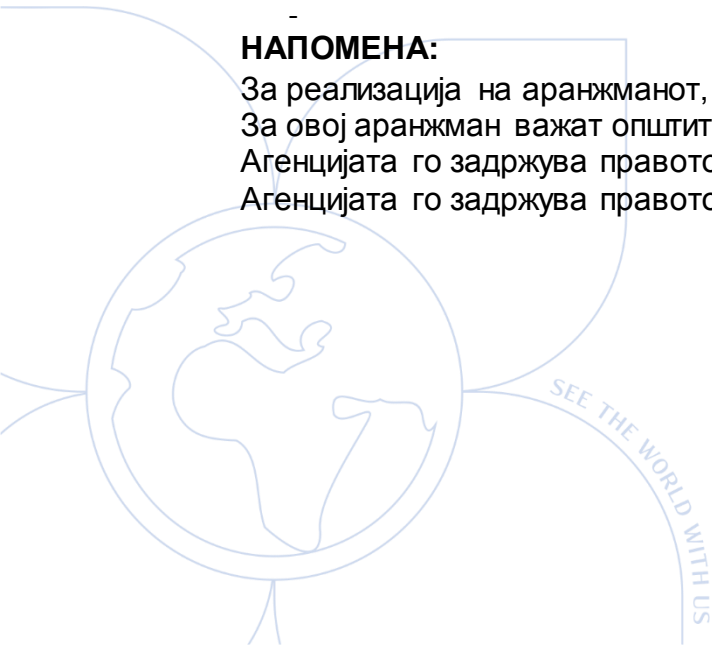 -
НАПОМЕНА:
За реализација на аранжманот,
За овој аранжман важат општит
Агенцијата го задржува правото
Агенцијата го задржува правото
SEE THE WORLD WITH US